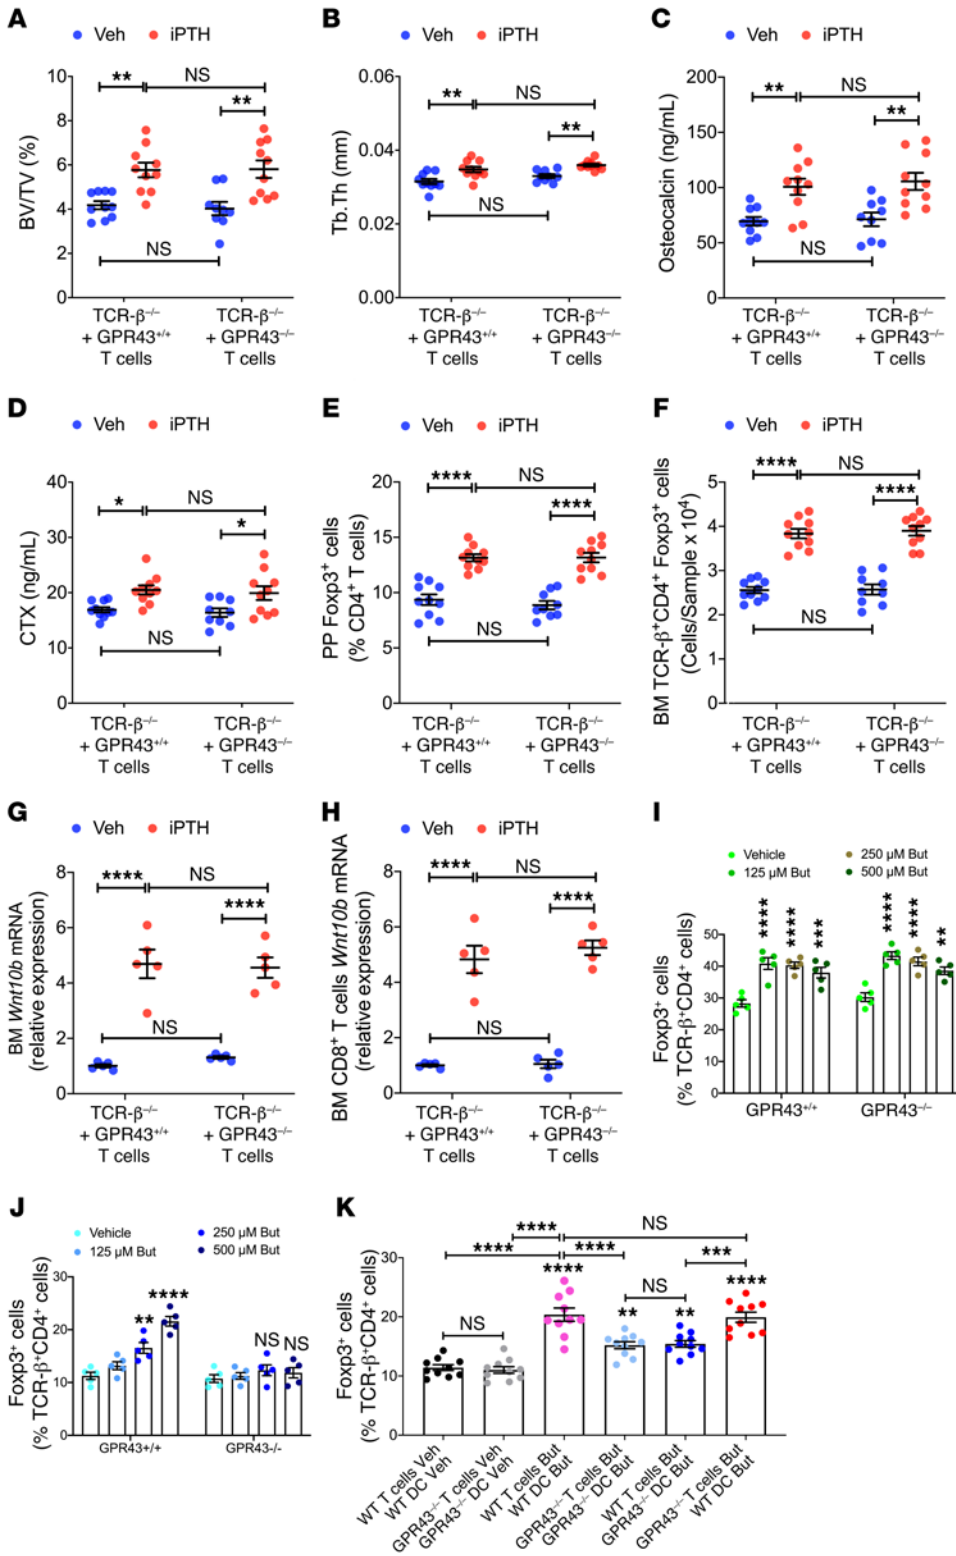 A
Veh iPTH
BV/TV (%)
10
8
6
4
2
0
** NS
**
NS
TCR-β⁻/⁻ TCR-β⁻/⁻
+ GPR43⁺/⁺ + GPR43⁻/⁻
T cells T cells
B
Veh iPTH
Tb.Th (mm)
0.06
0.04
0.02
0.00
** NS
**
NS
TCR-β⁻/⁻ TCR-β⁻/⁻
+ GPR43⁺/⁺ + GPR43⁻/⁻
T cells T cells
C
Veh iPTH
Osteocalcin (ng/mL)
200
150
100
50
0
** NS
**
NS
TCR-β⁻/⁻ TCR-β⁻/⁻
+ GPR43⁺/⁺ + GPR43⁻/⁻
T cells T cells
D
Veh iPTH
CTX (ng/mL)
40
30
20
10
0
* NS
*
NS
TCR-β⁻/⁻ TCR-β⁻/⁻
+ GPR43⁺/⁺ + GPR43⁻/⁻
T cells T cells
E
Veh iPTH
PP Foxp3⁺ cells
(% CD4⁺ T cells)
20
15
10
5
0
**** NS
****
NS
TCR-β⁻/⁻ TCR-β⁻/⁻
+ GPR43⁺/⁺ + GPR43⁻/⁻
T cells T cells
F
Veh iPTH
BM TCR-β⁺CD4⁺ Foxp3⁺ cells
(Cells/Sample x 10⁴)
5
4
3
2
1
0
**** NS
****
NS
TCR-β⁻/⁻ TCR-β⁻/⁻
+ GPR43⁺/⁺ + GPR43⁻/⁻
T cells T cells
G
Veh iPTH
BM Wnt10b mRNA
(relative expression)
8
6
4
2
0
**** NS
****
NS
TCR-β⁻/⁻ TCR-β⁻/⁻
+ GPR43⁺/⁺ + GPR43⁻/⁻
T cells T cells
H
Veh iPTH
BM CD8⁺ T cells Wnt10b mRNA
(relative expression)
8
6
4
2
0
**** NS
****
NS
TCR-β⁻/⁻ TCR-β⁻/⁻
+ GPR43⁺/⁺ + GPR43⁻/⁻
T cells T cells
I
Vehicle 250 µM But
125 µM But 500 µM But
Foxp3⁺ cells
(% TCR-β⁺CD4⁺ cells)
50
40
30
20
10
0
**** **** *** **** **** **
GPR43⁺/⁺ GPR43⁻/⁻
J
Vehicle 250 µM But
125 µM But 500 µM But
Foxp3⁺ cells
(% TCR-β⁺CD4⁺ cells)
30
20
10
0
** **** NS NS
GPR43+/+ GPR43-/-
K
Foxp3⁺ cells
(% TCR-β⁺CD4⁺ cells)
30
20
10
0
**** NS
**** **** ***
**** NS ****
NS ** **
WT T cells Veh
WT DC Veh
GPR43⁻/⁻ T cells Veh
GPR43⁻/⁻ DC Veh
WT T cells But
WT DC But
GPR43⁻/⁻ T cells But
GPR43⁻/⁻ DC But
WT T cells But
GPR43⁻/⁻ DC But
GPR43⁻/⁻ T cells But
WT DC But